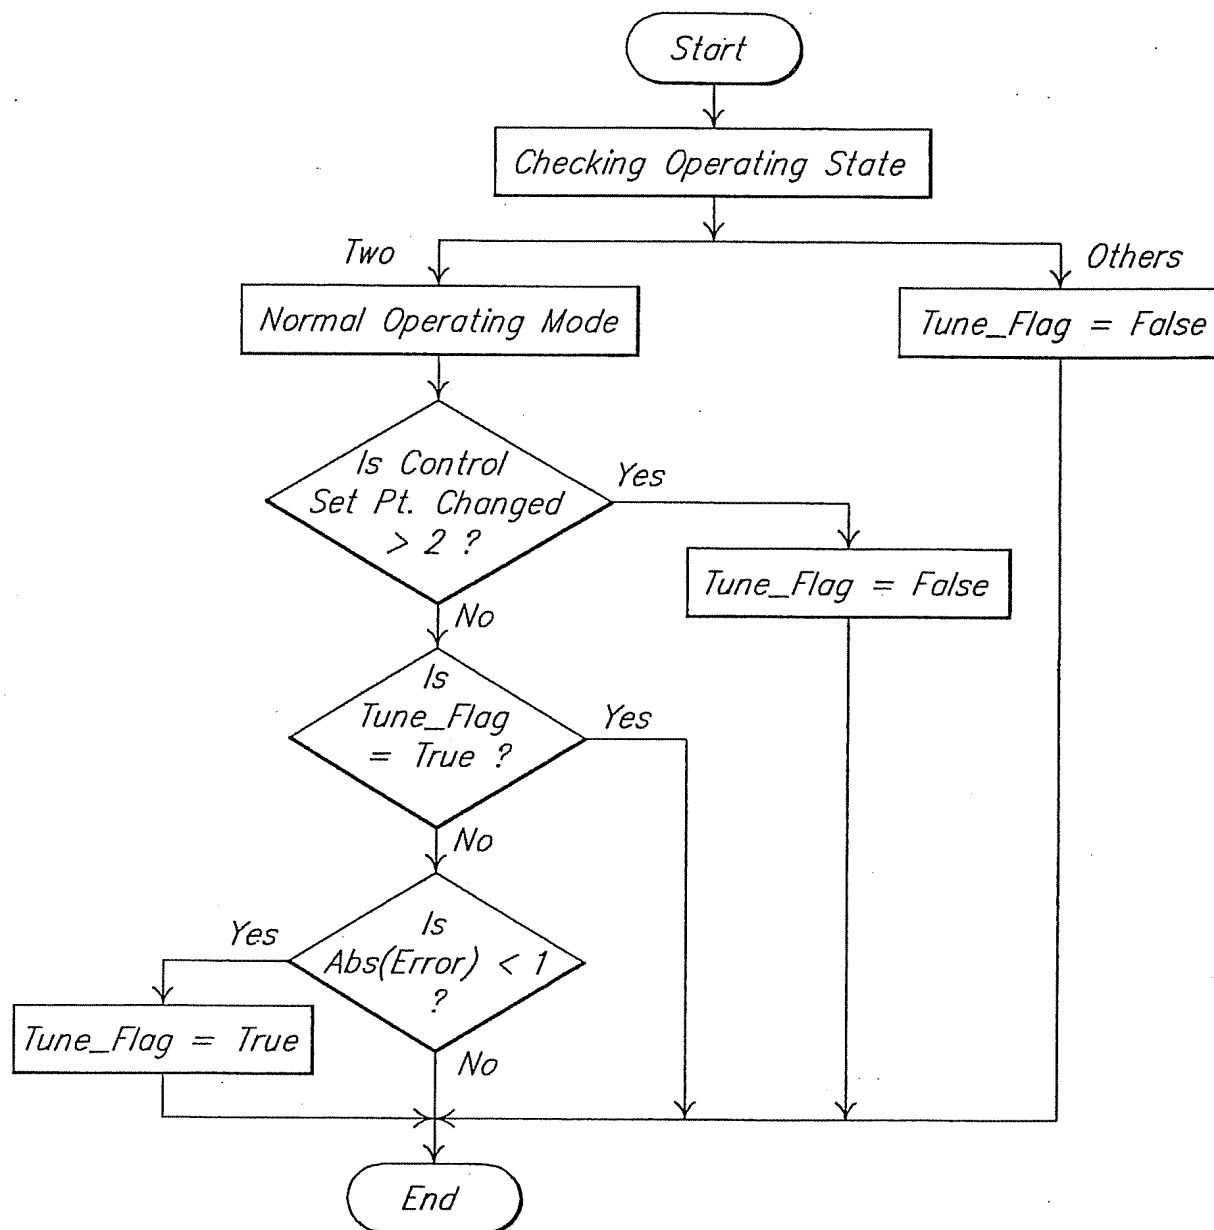 Start
Checking Operating State
Two
Others
Normal Operating Mode
Tune_Flag = False
Is Control
Set Pt. Changed
> 2 ?
Yes
Tune_Flag = False
No
Is
Tune_Flag
= True ?
Yes
No
Is
Abs(Error) < 1
?
Yes
Tune_Flag = True
No
End